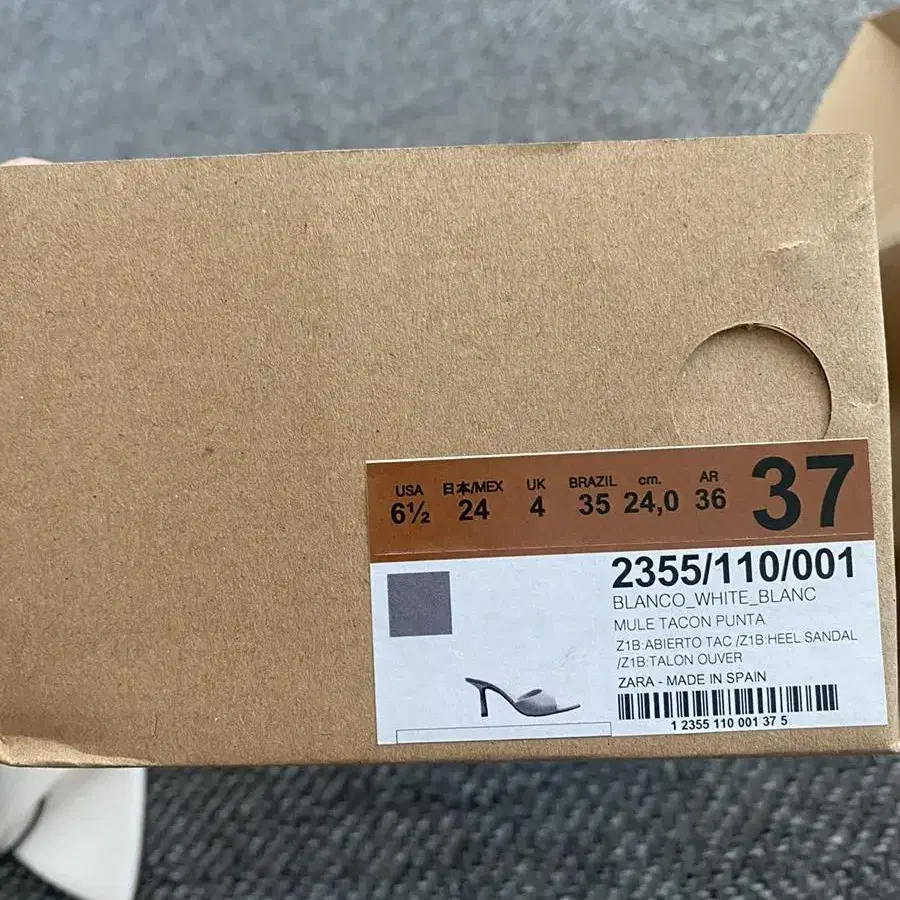 USA 日本/MEX UK BRAZIL cm. AR
6½ 24 4 35 24,0 36 37
2355/110/001
BLANCO_WHITE_BLANC
MULE TACON PUNTA
Z1B:ABIERTO TAC /Z1B:HEEL SANDAL
/Z1B:TALON OUVER
ZARA - MADE IN SPAIN
1 2355 110 001 37 5